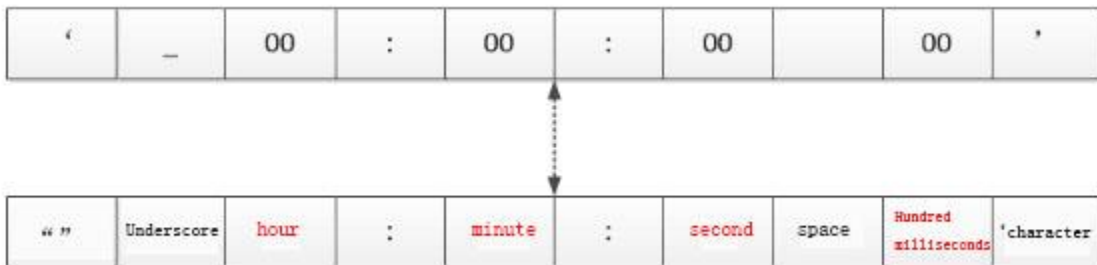 ‘ _ 00 : 00 : 00 00 ’
“ ” Underscore hour : minute : second space Hundred milliseconds ‘character